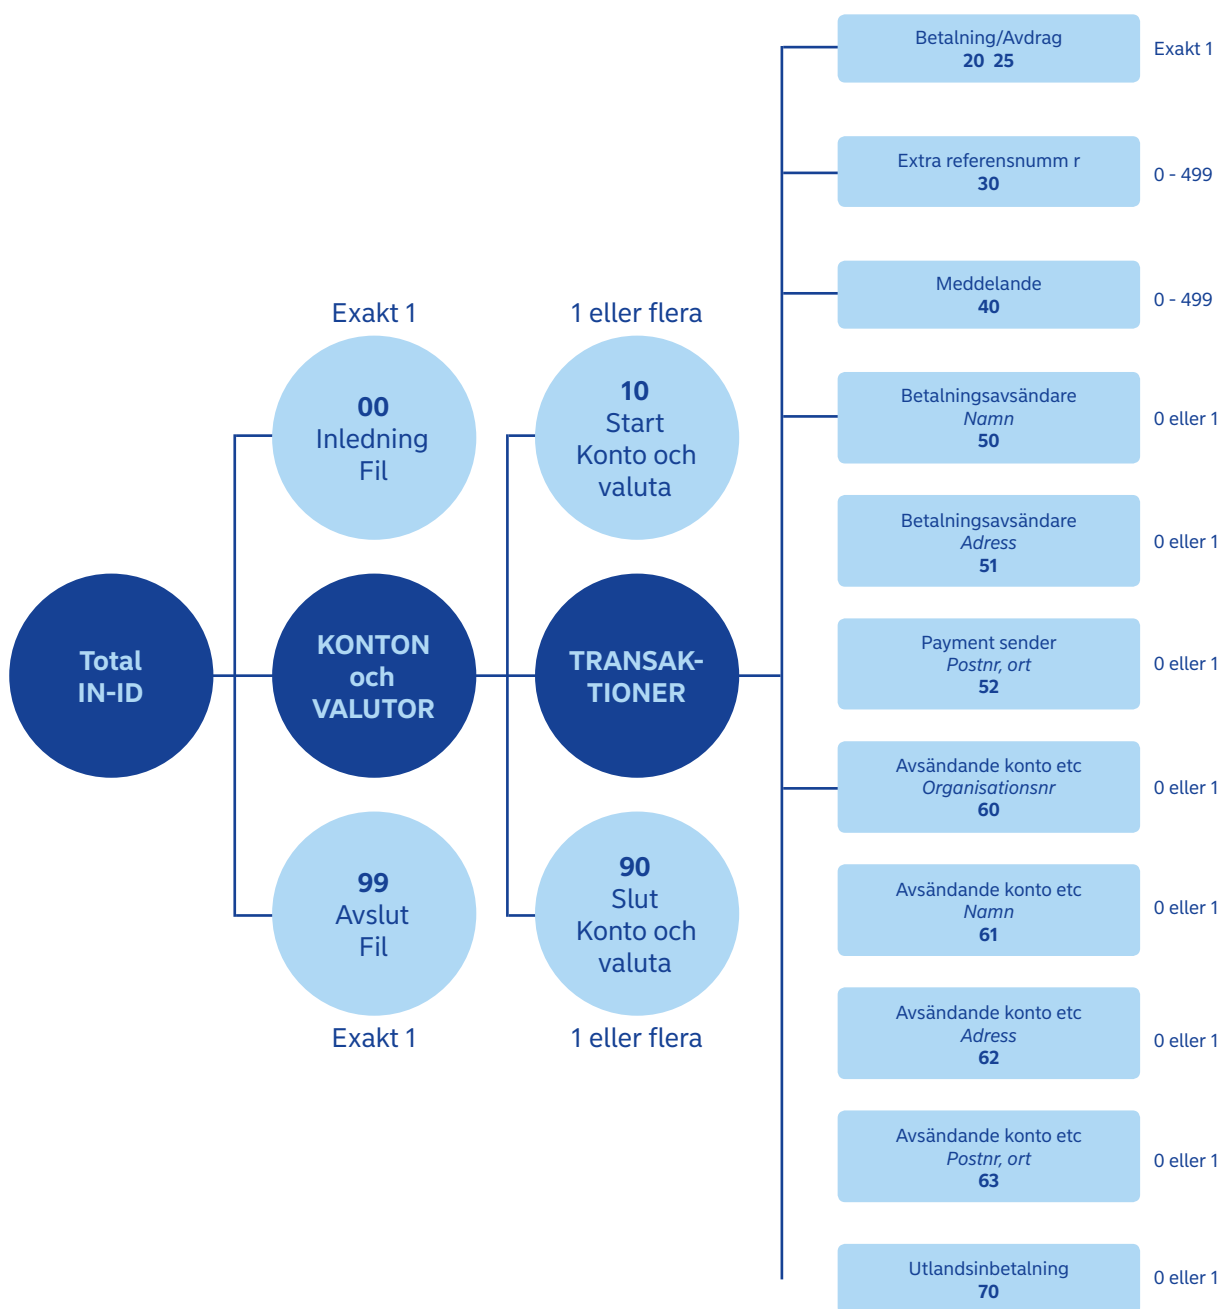 Total
IN-ID
Exakt 1
00
Inledning
Fil
KONTON
och
VALUTOR
99
Avslut
Fil
Exakt 1
1 eller flera
10
Start
Konto och
valuta
TRANSAK-
TIONER
90
Slut
Konto och
valuta
1 eller flera
Betalning/Avdrag
20 25
Exakt 1
Extra referensnumm r
30
0 - 499
Meddelande
40
0 - 499
Betalningsavsändare
Namn
50
0 eller 1
Betalningsavsändare
Adress
51
0 eller 1
Payment sender
Postnr, ort
52
0 eller 1
Avsändande konto etc
Organisationsnr
60
0 eller 1
Avsändande konto etc
Namn
61
0 eller 1
Avsändande konto etc
Adress
62
0 eller 1
Avsändande konto etc
Postnr, ort
63
0 eller 1
Utlandsinbetalning
70
0 eller 1